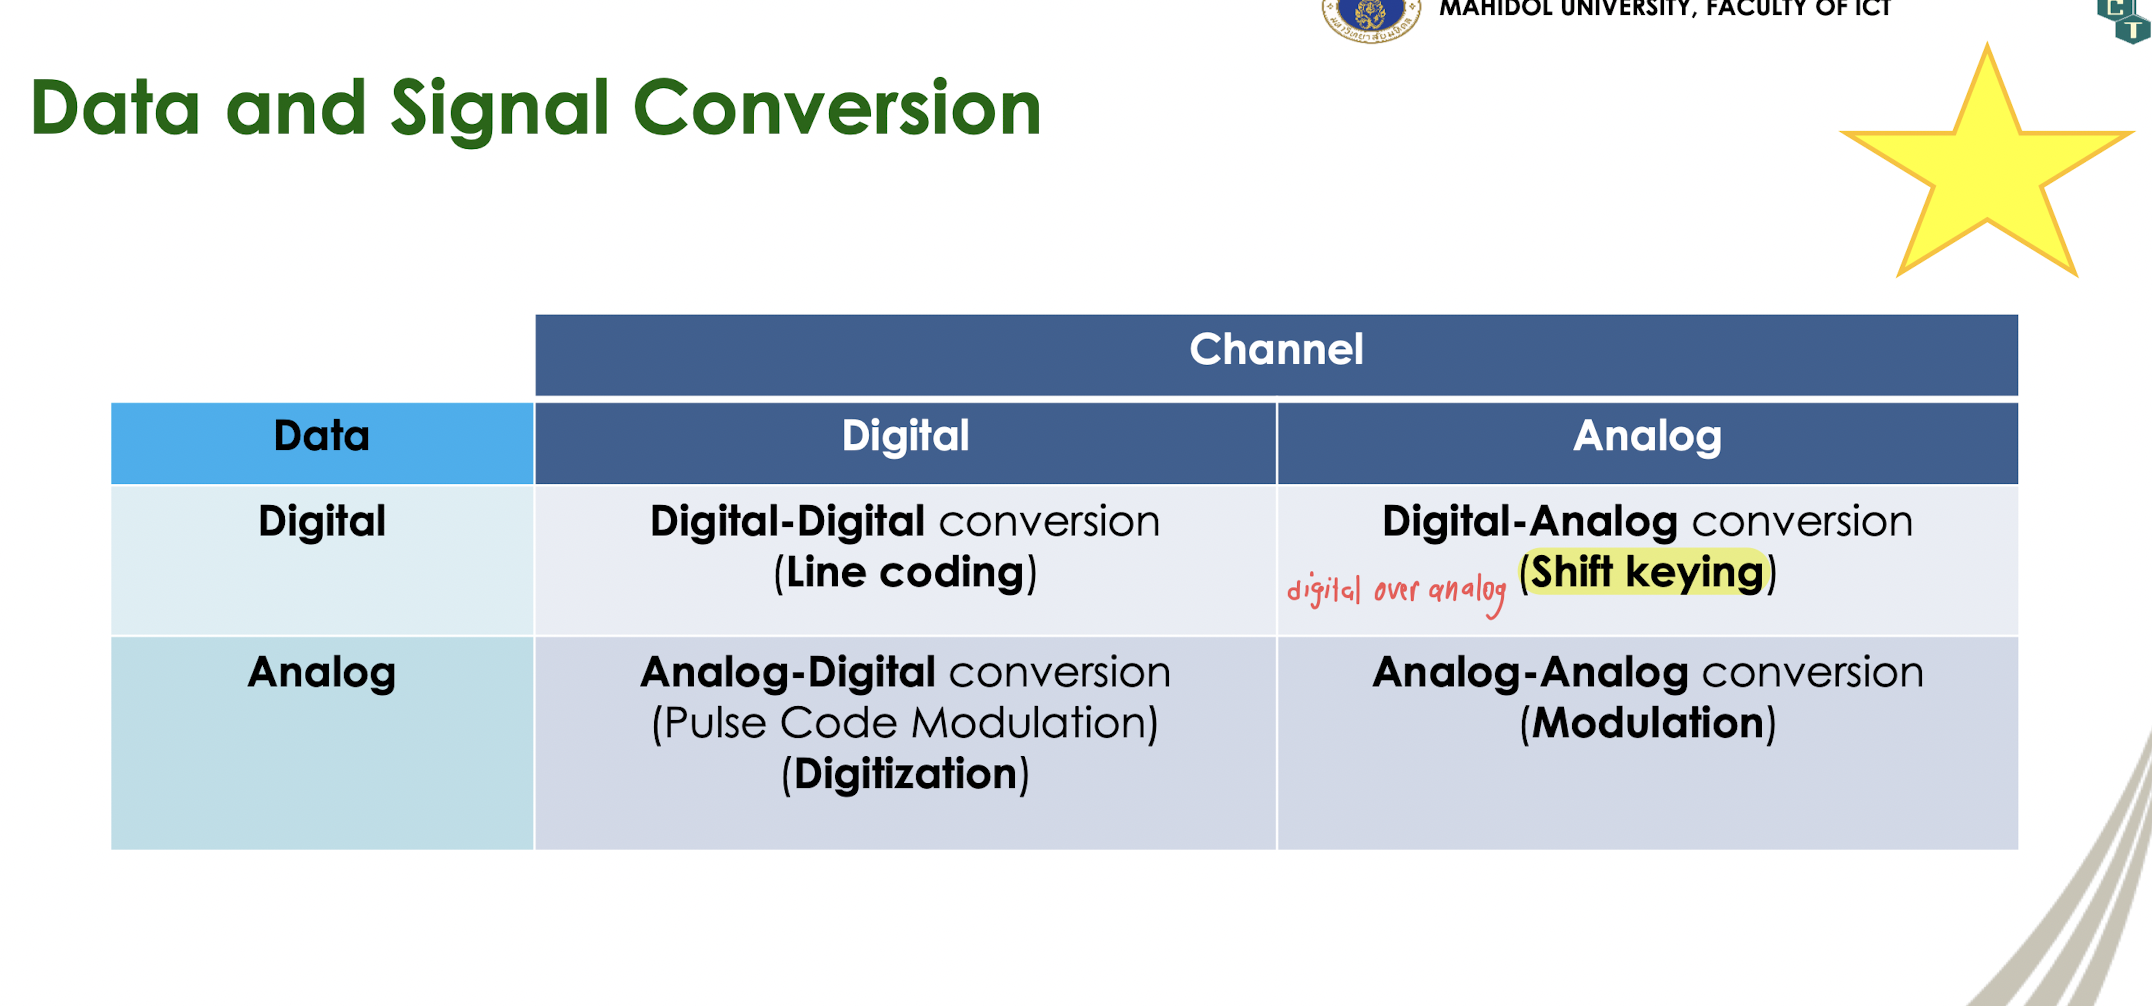 MAHIDOL UNIVERSITY, FACULTY OF ICT
C
T
Data and Signal Conversion
Channel
Data
Digital
Analog
Digital
Digital-Digital conversion
(Line coding)
Digital-Analog conversion
(Shift keying)
digital over analog
Analog
Analog-Digital conversion
(Pulse Code Modulation)
(Digitization)
Analog-Analog conversion
(Modulation)